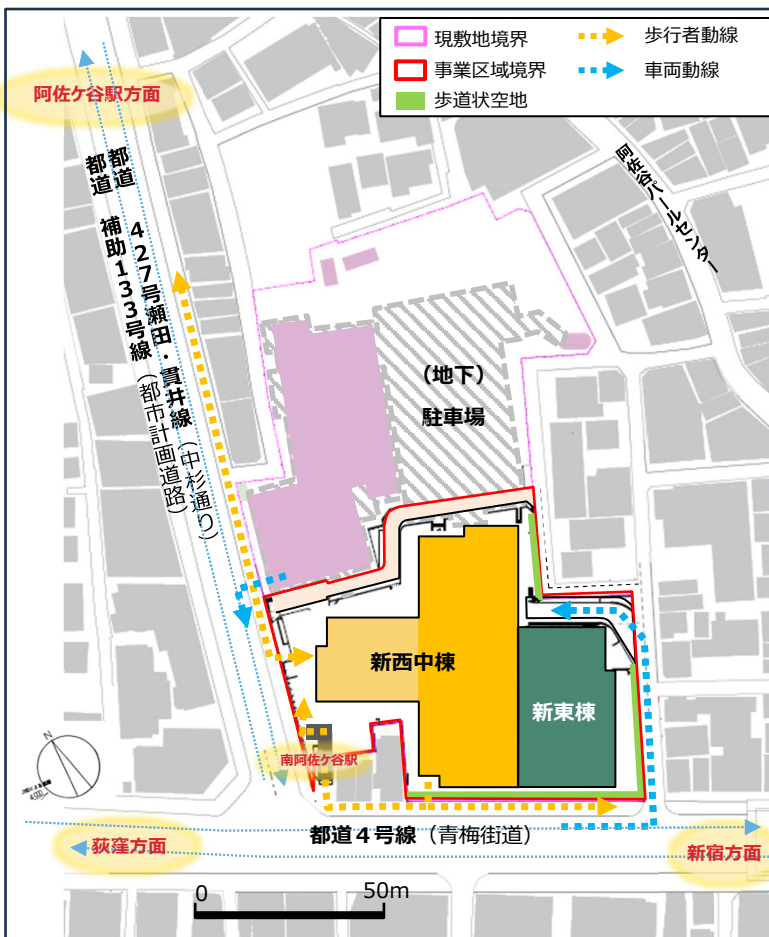 現敷地境界
歩行者動線
事業区域境界
車両動線
歩道状空地
阿佐ケ谷駅方面
阿佐谷パールセンター
都道 427号瀬田・貫井線(中杉通り)
都道 補助133号線(都市計画道路)
(地下)
駐車場
新西中棟
新東棟
N
南阿佐ケ谷駅
都道4号線(青梅街道)
荻窪方面
新宿方面
0 50m